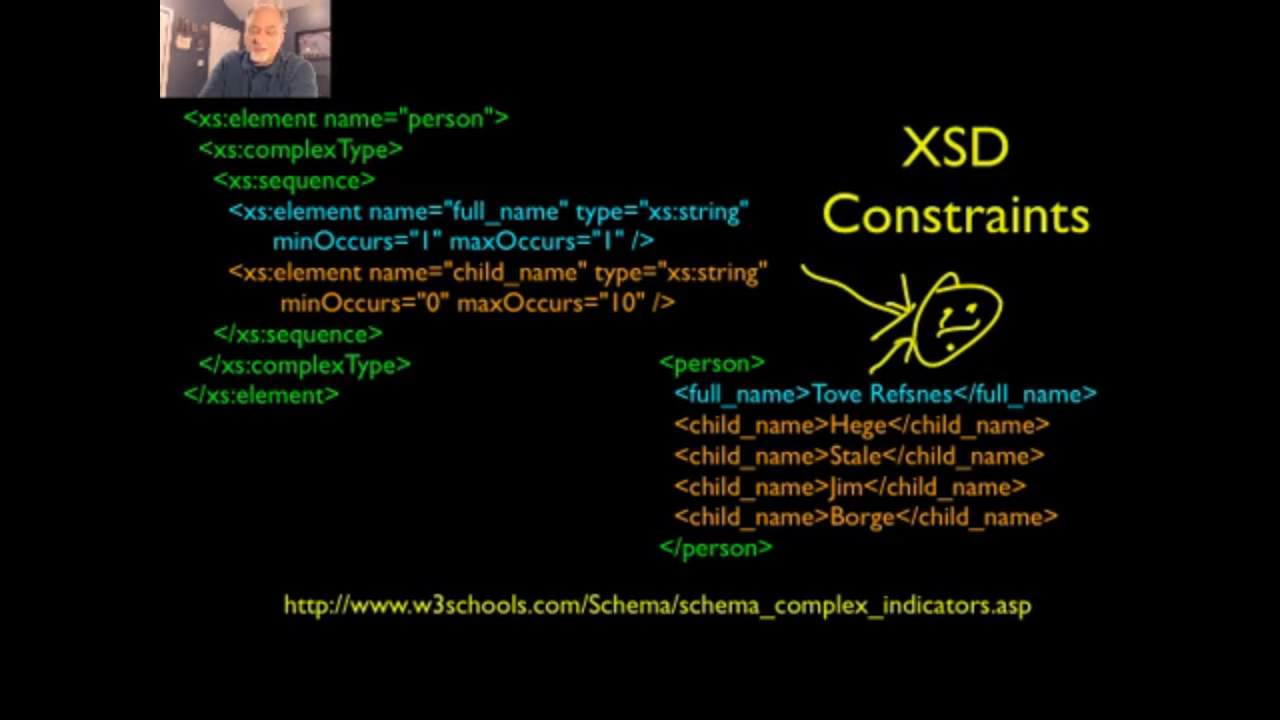 <xs:element name="person">
<xs:complexType>
<xs:sequence>
<xs:element name="full_name" type="xs:string"
minOccurs="1" maxOccurs="1" />
<xs:element name="child_name" type="xs:string"
minOccurs="0" maxOccurs="10" />
</xs:sequence>
</xs:complexType>
</xs:element>
XSD
Constraints
<person>
<full_name>Tove Refsnes</full_name>
<child_name>Hege</child_name>
<child_name>Stale</child_name>
<child_name>Jim</child_name>
<child_name>Borge</child_name>
</person>
http://www.w3schools.com/Schema/schema_complex_indicators.asp